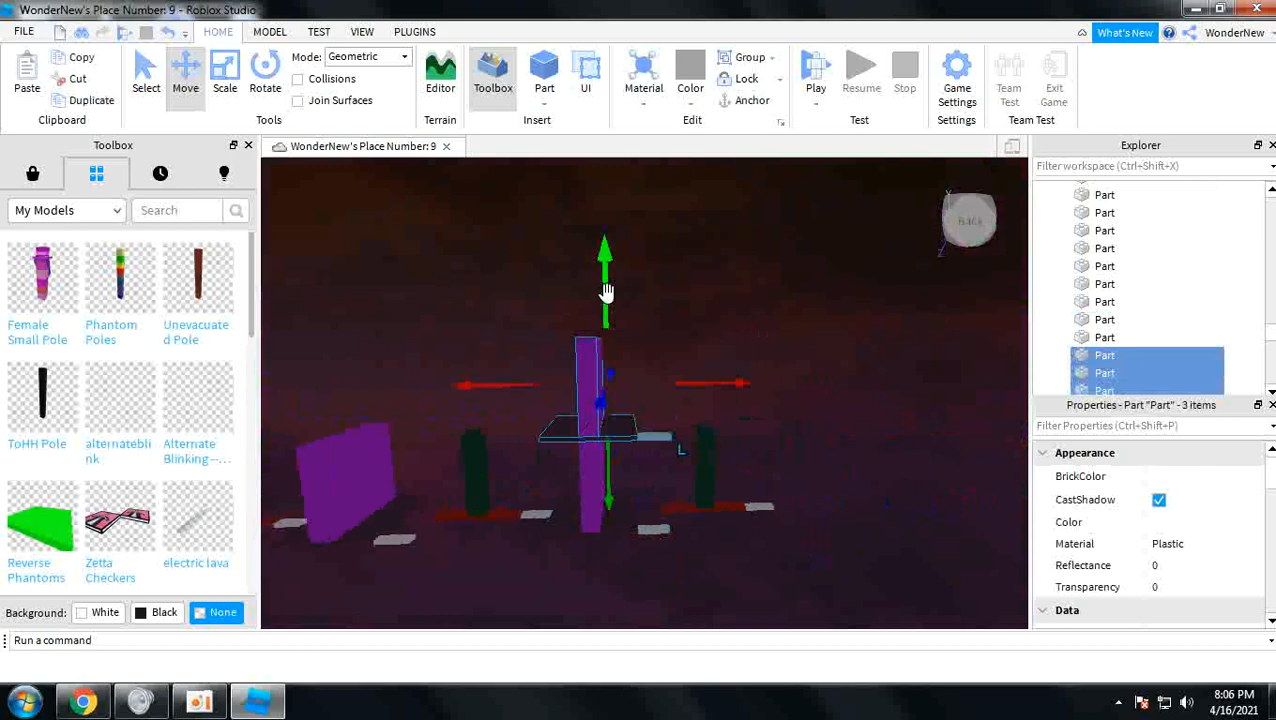 WonderNew's Place Number: 9 - Roblox Studio
FILE HOME MODEL TEST VIEW PLUGINS What's New WonderNew
Paste Copy Cut Duplicate Select Move Scale Rotate Mode: Geometric Collisions Join Surfaces Editor Toolbox Part UI Material Color Group Lock Anchor Play Resume Stop Game Settings Team Test Exit Game
Clipboard Tools Terrain Insert Edit Test Settings Team Test
Toolbox
WonderNew's Place Number: 9
Explorer
Filter workspace (Ctrl+Shift+X)
My Models Search
Part
Part
Part
Part
Part
Part
Part
Part
Part
Part
Part
Part
Back
L
Female Small Pole
Phantom Poles
Unevacuate d Pole
ToHH Pole
alternatebli nk
Alternate Blinking--...
Reverse Phantoms
Zetta Checkers
electric lava
Properties - Part "Part" - 3 items
Filter Properties (Ctrl+Shift+P)
Appearance
BrickColor
CastShadow
Color
Material Plastic
Reflectance 0
Transparency 0
Data
Background: White Black None
Run a command
8:06 PM
4/16/2021